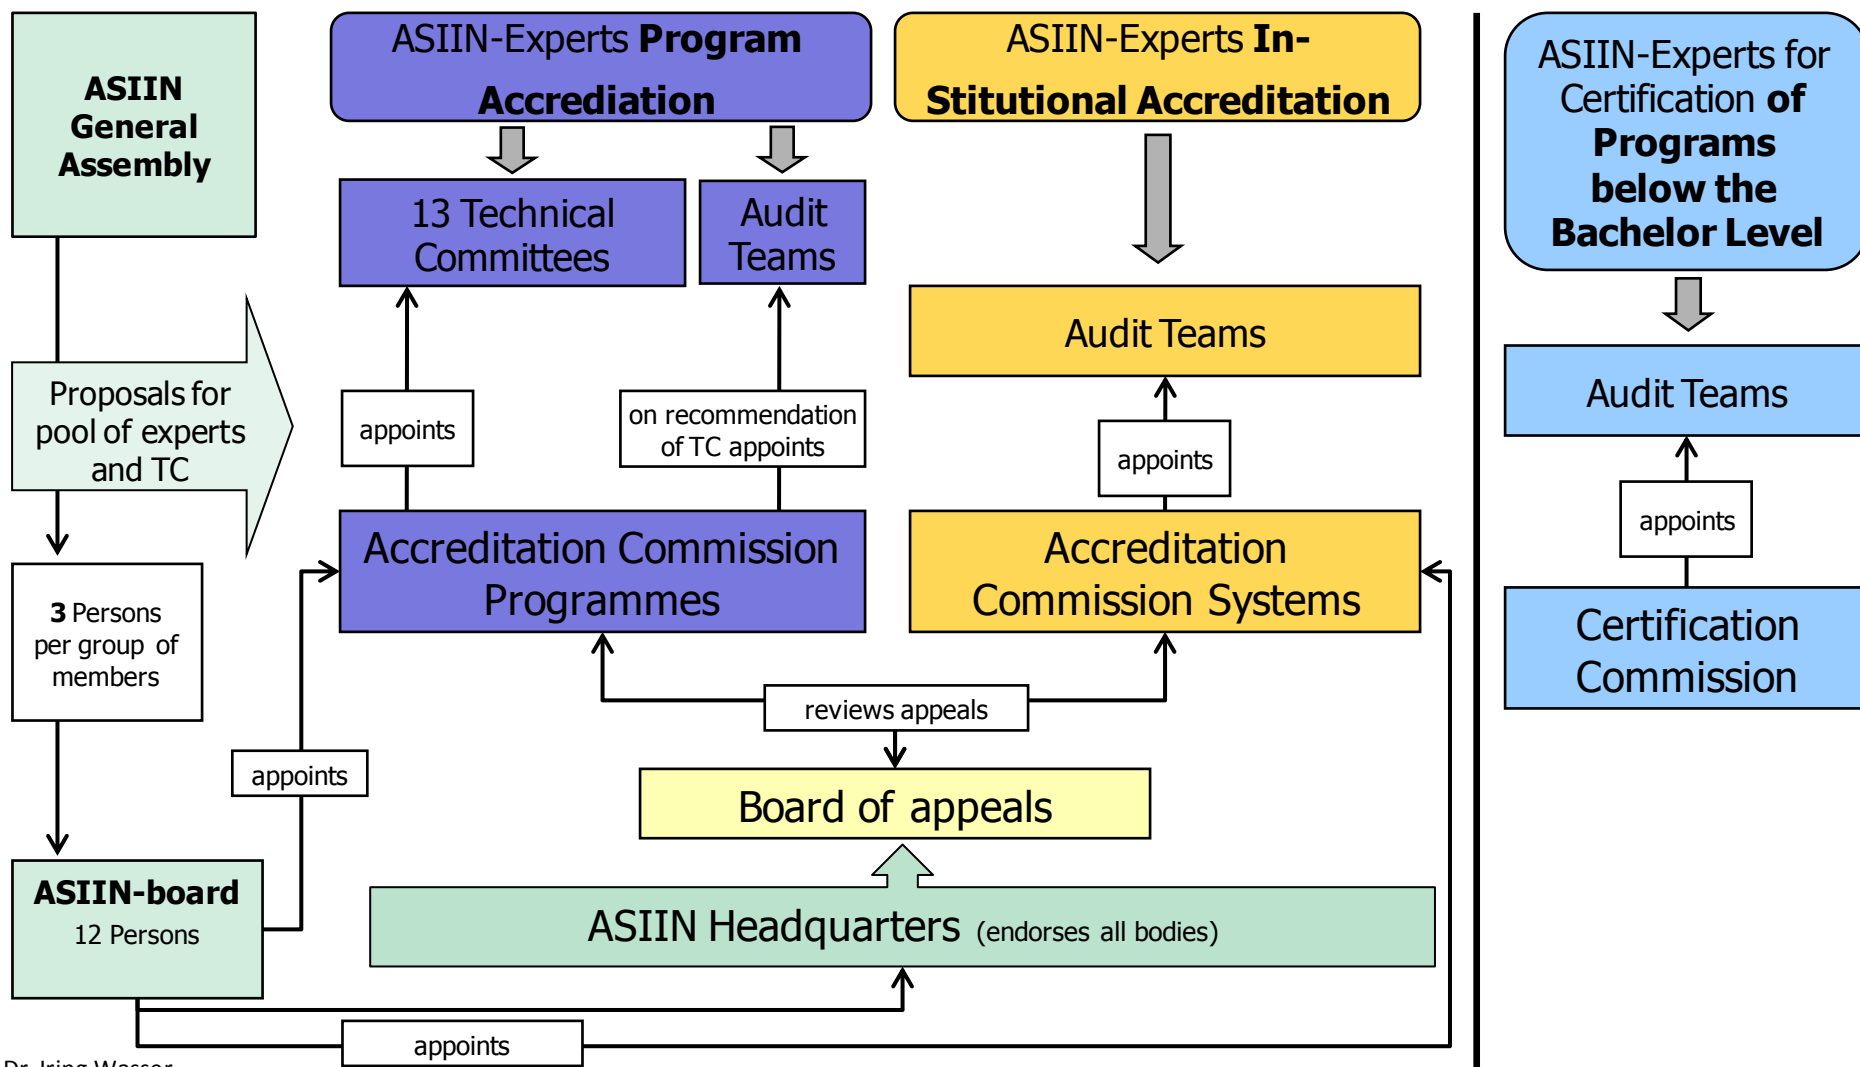 ASIIN
General
Assembly
ASIIN-Experts Program
Accrediation
ASIIN-Experts In-
Stitutional Accreditation
ASIIN-Experts for
Certification of
Programs
below the
Bachelor Level
13 Technical
Committees
Audit
Teams
Audit Teams
Audit Teams
Proposals for
pool of experts
and TC
appoints
on recommendation
of TC appoints
appoints
appoints
Accreditation Commission
Programmes
Accreditation
Commission Systems
3 Persons
per group of
members
Certification
Commission
reviews appeals
appoints
Board of appeals
ASIIN-board
12 Persons
ASIIN Headquarters (endorses all bodies)
appoints
Dr. Iring Wasser